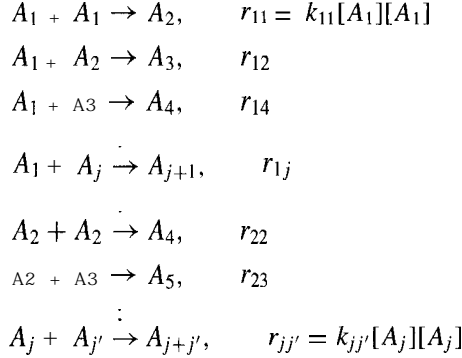 A₁ + A₁ → A₂, r₁₁ = k₁₁[A₁][A₁]
A₁ + A₂ → A₃, r₁₂
A₁ + A3 → A₄, r₁₄
A₁ + Aⱼ → Aⱼ₊₁, r₁ⱼ
A₂ + A₂ → A₄, r₂₂
A2 + A3 → A₅, r₂₃
Aⱼ + Aⱼ′ → Aⱼ₊ⱼ′, rⱼⱼ′ = kⱼⱼ′[Aⱼ][Aⱼ]